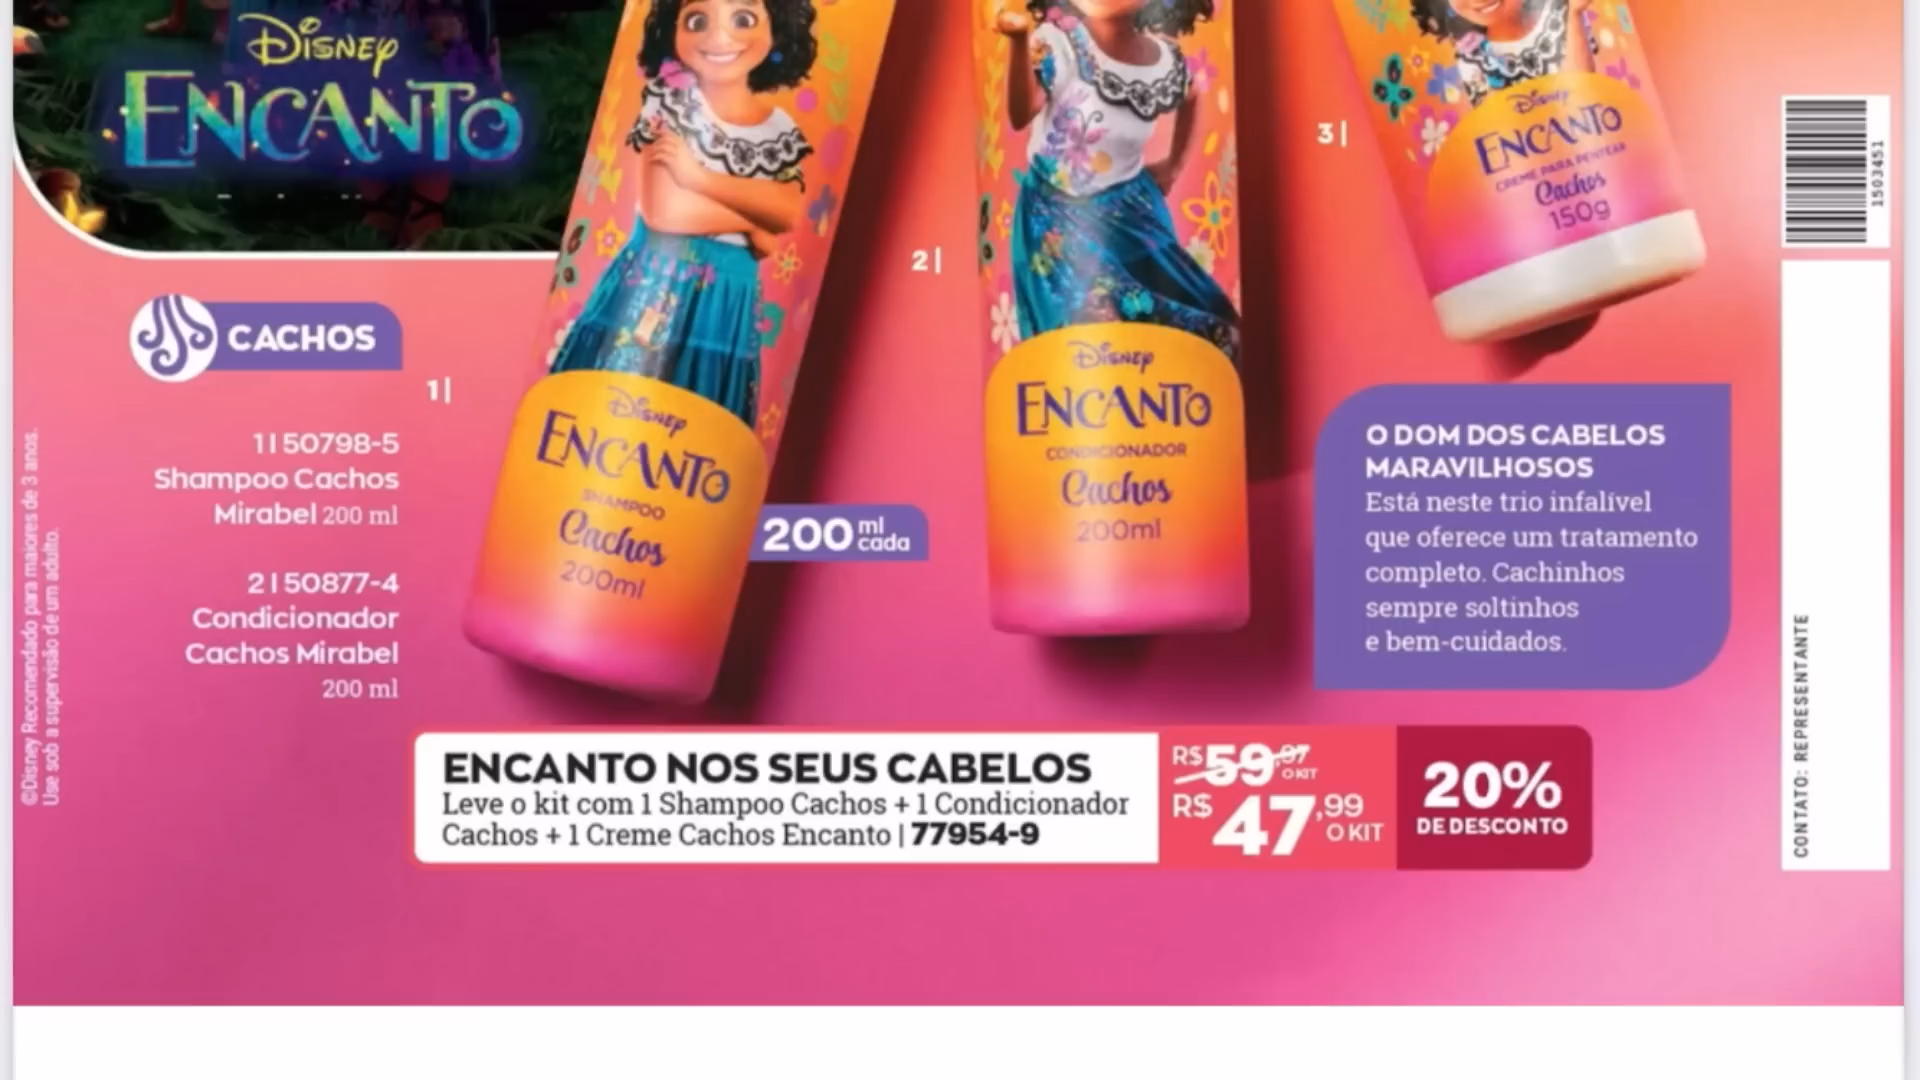 DISNEY
ENCANTO
CACHOS
1|
1|50798-5
Shampoo Cachos
Mirabel 200 ml
2|50877-4
Condicionador
Cachos Mirabel
200 ml
©Disney Recomendado para maiores de 3 anos.
Use sob a supervisão de um adulto.
DISNEY
ENCANTO
SHAMPOO
Cachos
200ml
200 ml cada
2|
DISNEY
ENCANTO
CONDICIONADOR
Cachos
200ml
3|
DISNEY
ENCANTO
CREME PARA PENTEAR
Cachos
150g
O DOM DOS CABELOS
MARAVILHOSOS
Está neste trio infalível
que oferece um tratamento
completo. Cachinhos
sempre soltinhos
e bem-cuidados.
ENCANTO NOS SEUS CABELOS
Leve o kit com 1 Shampoo Cachos + 1 Condicionador
Cachos + 1 Creme Cachos Encanto | 77954-9
R$ 59,97 O KIT
R$ 47,99 O KIT
20%
DE DESCONTO
1503451
CONTATO: REPRESENTANTE